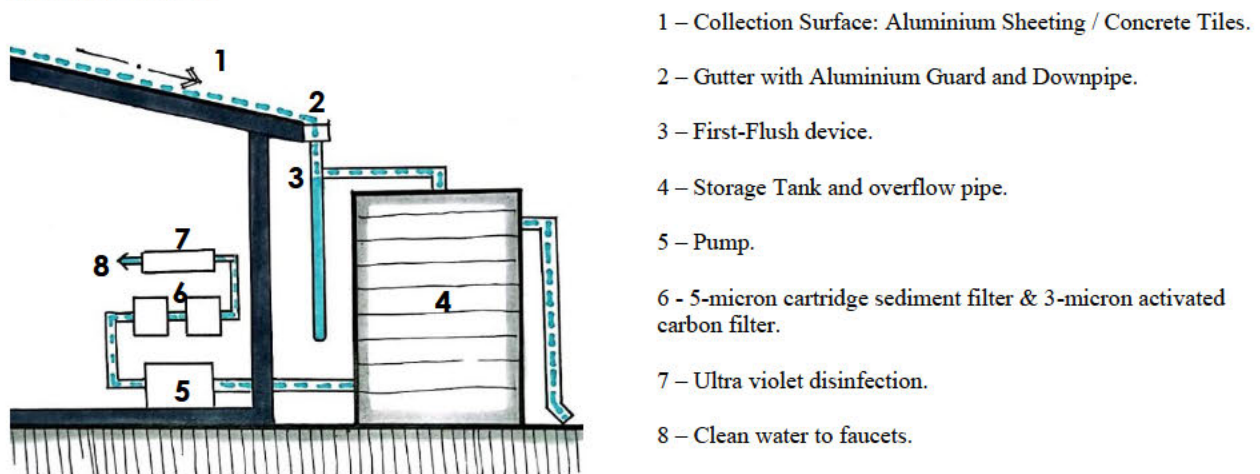 1
2
3
4
5
6
7
8
1 – Collection Surface: Aluminium Sheeting / Concrete Tiles.
2 – Gutter with Aluminium Guard and Downpipe.
3 – First-Flush device.
4 – Storage Tank and overflow pipe.
5 – Pump.
6 - 5-micron cartridge sediment filter & 3-micron activated
carbon filter.
7 – Ultra violet disinfection.
8 – Clean water to faucets.